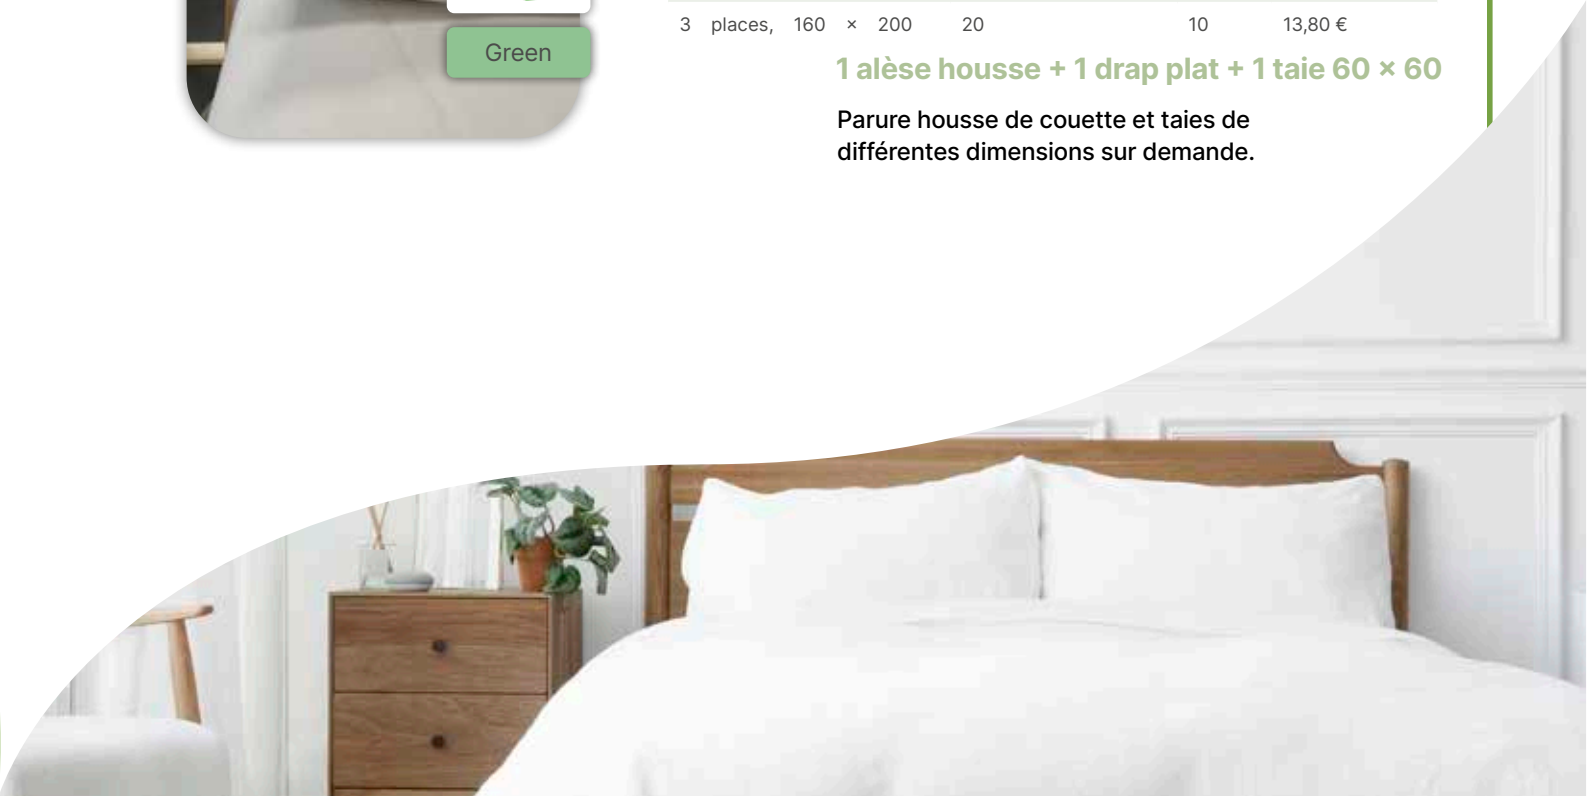 Green
3 places, 160 × 200 20 10 13,80 €
1 alèse housse + 1 drap plat + 1 taie 60 × 60
Parure housse de couette et taies de
différentes dimensions sur demande.